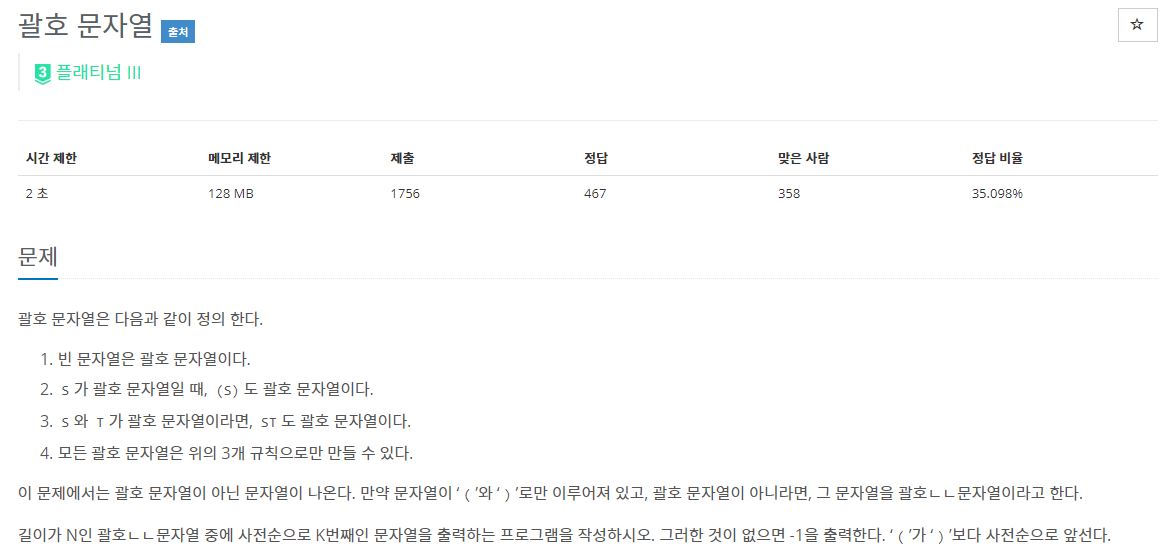 괄호 문자열 출처
☆
3 플래티넘 III
시간 제한 메모리 제한 제출 정답 맞은 사람 정답 비율
2 초 128 MB 1756 467 358 35.098%
문제
괄호 문자열은 다음과 같이 정의 한다.
1. 빈 문자열은 괄호 문자열이다.
2. S 가 괄호 문자열일 때, (S) 도 괄호 문자열이다.
3. S 와 T 가 괄호 문자열이라면, ST 도 괄호 문자열이다.
4. 모든 괄호 문자열은 위의 3개 규칙으로만 만들 수 있다.
이 문제에서는 괄호 문자열이 아닌 문자열이 나온다. 만약 문자열이 ‘(’와 ‘)’로만 이루어져 있고, 괄호 문자열이 아니라면, 그 문자열을 괄호ㄴㄴ문자열이라고 한다.
길이가 N인 괄호ㄴㄴ문자열 중에 사전순으로 K번째인 문자열을 출력하는 프로그램을 작성하시오. 그러한 것이 없으면 -1을 출력한다. ‘(’가 ‘)’보다 사전순으로 앞선다.